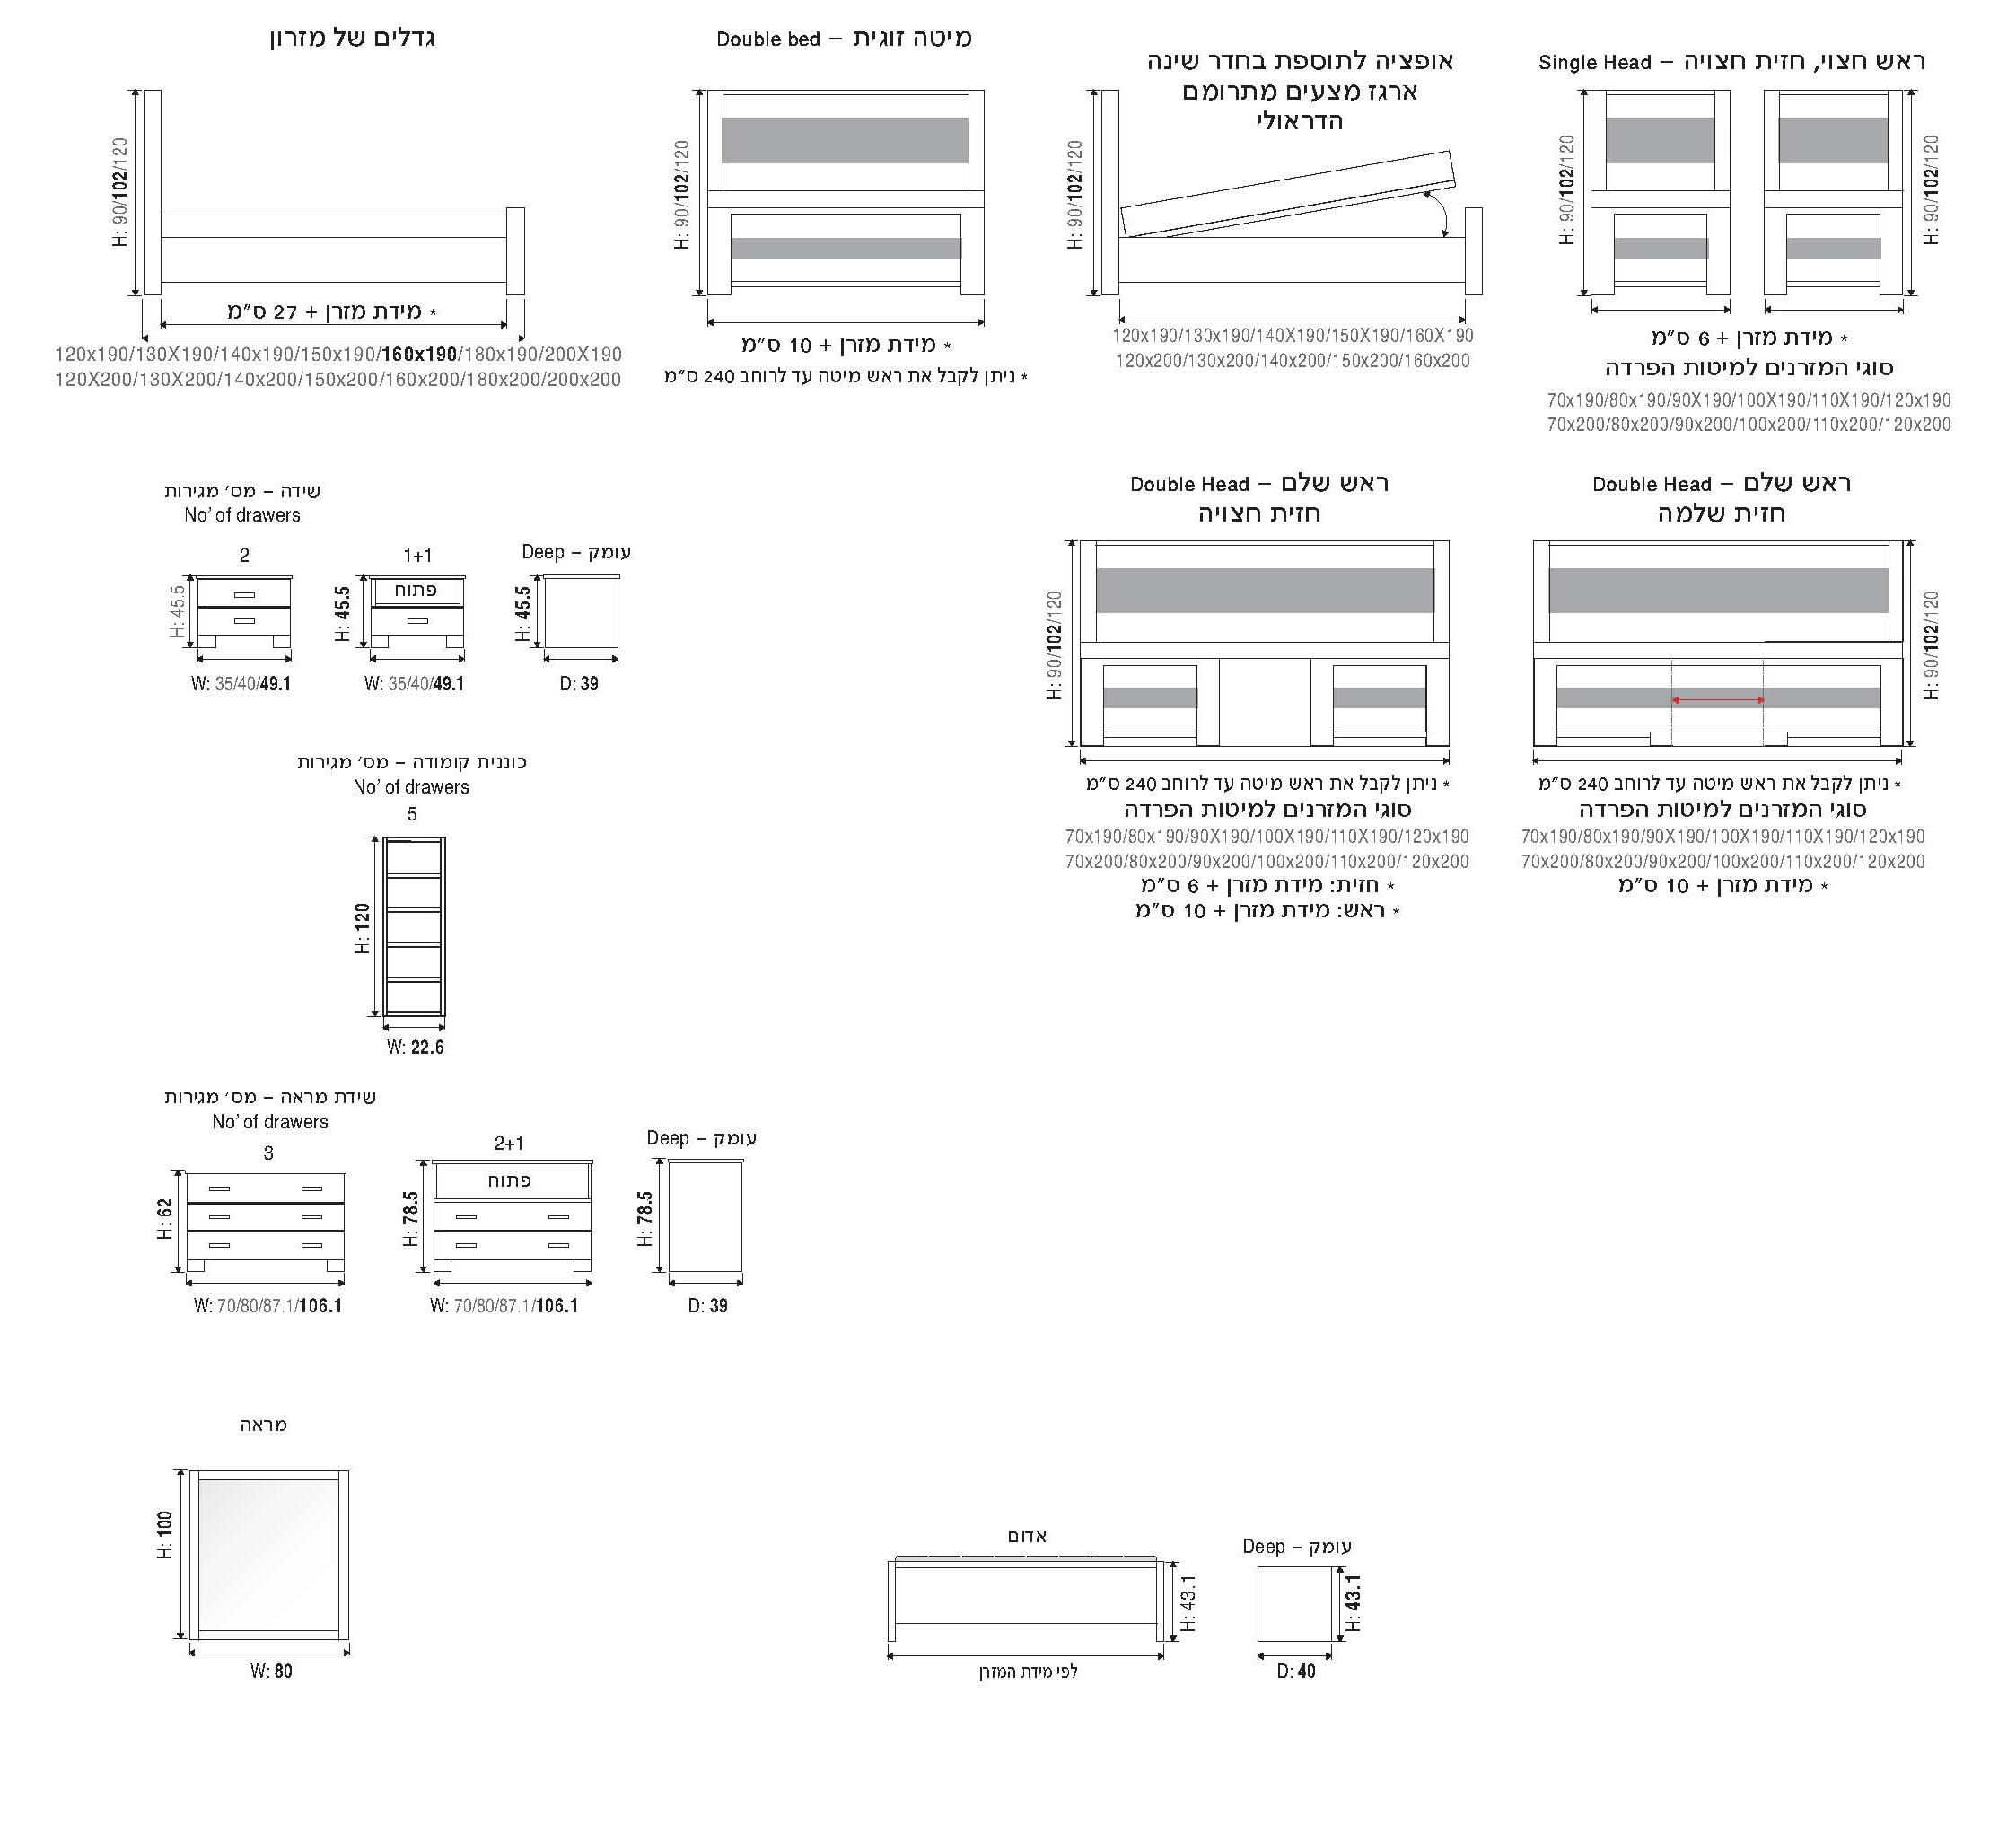 גדלים של מזרון
H: 90/102/120
* מידת מזרן + 27 ס"מ
120x190/130X190/140x190/150x190/160x190/180x190/200X190
120X200/130X200/140x200/150x200/160x200/180x200/200x200
מיטה זוגית – Double bed
H: 90/102/120
* מידת מזרן + 10 ס"מ
* ניתן לקבל את ראש מיטה עד לרוחב 240 ס"מ
אופציה לתוספת בחדר שינה
ארגז מצעים מתרומם
הדראולי
H: 90/102/120
120x190/130x190/140X190/150X190/160X190
120x200/130x200/140x200/150x200/160x200
ראש חצוי, חזית חצויה – Single Head
H: 90/102/120
H: 90/102/120
* מידת מזרן + 6 ס"מ
סוגי המזרנים למיטות הפרדה
70x190/80x190/90X190/100X190/110X190/120x190
70x200/80x200/90x200/100x200/110x200/120x200
שידה – מס' מגירות
No' of drawers
2
H: 45.5
W: 35/40/49.1
1+1
פתוח
H: 45.5
W: 35/40/49.1
עומק – Deep
H: 45.5
D: 39
ראש שלם – Double Head
חזית חצויה
H: 90/102/120
* ניתן לקבל את ראש מיטה עד לרוחב 240 ס"מ
סוגי המזרנים למיטות הפרדה
70x190/80x190/90X190/100X190/110X190/120x190
70x200/80x200/90x200/100x200/110x200/120x200
* חזית: מידת מזרן + 6 ס"מ
* ראש: מידת מזרן + 10 ס"מ
ראש שלם – Double Head
חזית שלמה
H: 90/102/120
* ניתן לקבל את ראש מיטה עד לרוחב 240 ס"מ
סוגי המזרנים למיטות הפרדה
70x190/80x190/90X190/100X190/110X190/120x190
70x200/80x200/90x200/100x200/110x200/120x200
* מידת מזרן + 10 ס"מ
כוננית קומודה – מס' מגירות
No' of drawers
5
H: 120
W: 22.6
שידת מראה – מס' מגירות
No' of drawers
3
H: 62
W: 70/80/87.1/106.1
2+1
פתוח
H: 78.5
W: 70/80/87.1/106.1
עומק – Deep
H: 78.5
D: 39
מראה
H: 100
W: 80
אדום
H: 43.1
לפי מידת המזרן
עומק – Deep
H: 43.1
D: 40